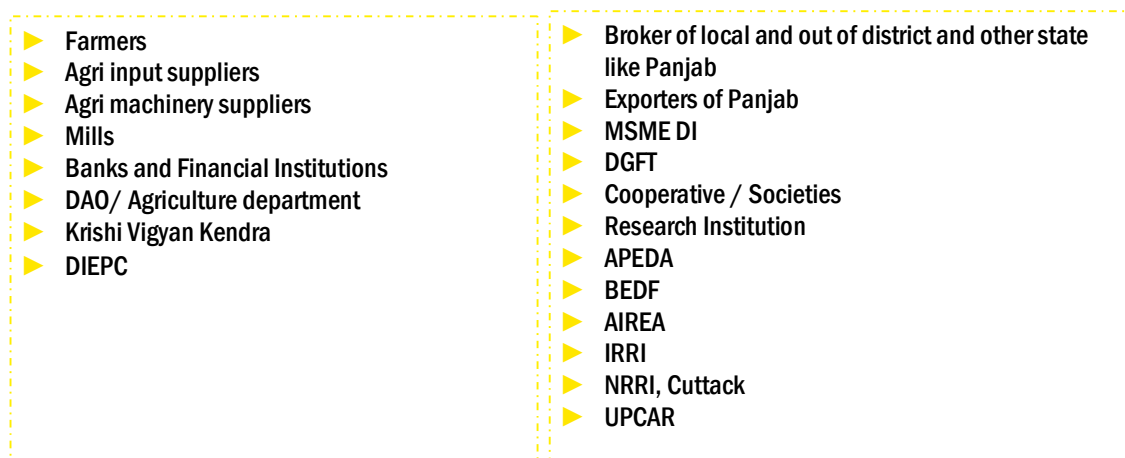 Farmers
Agri input suppliers
Agri machinery suppliers
Mills
Banks and Financial Institutions
DAO/ Agriculture department
Krishi Vigyan Kendra
DIEPC
Broker of local and out of district and other state
like Panjab
Exporters of Panjab
MSME DI
DGFT
Cooperative / Societies
Research Institution
APEDA
BEDF
AIREA
IRRI
NRRI, Cuttack
UPCAR